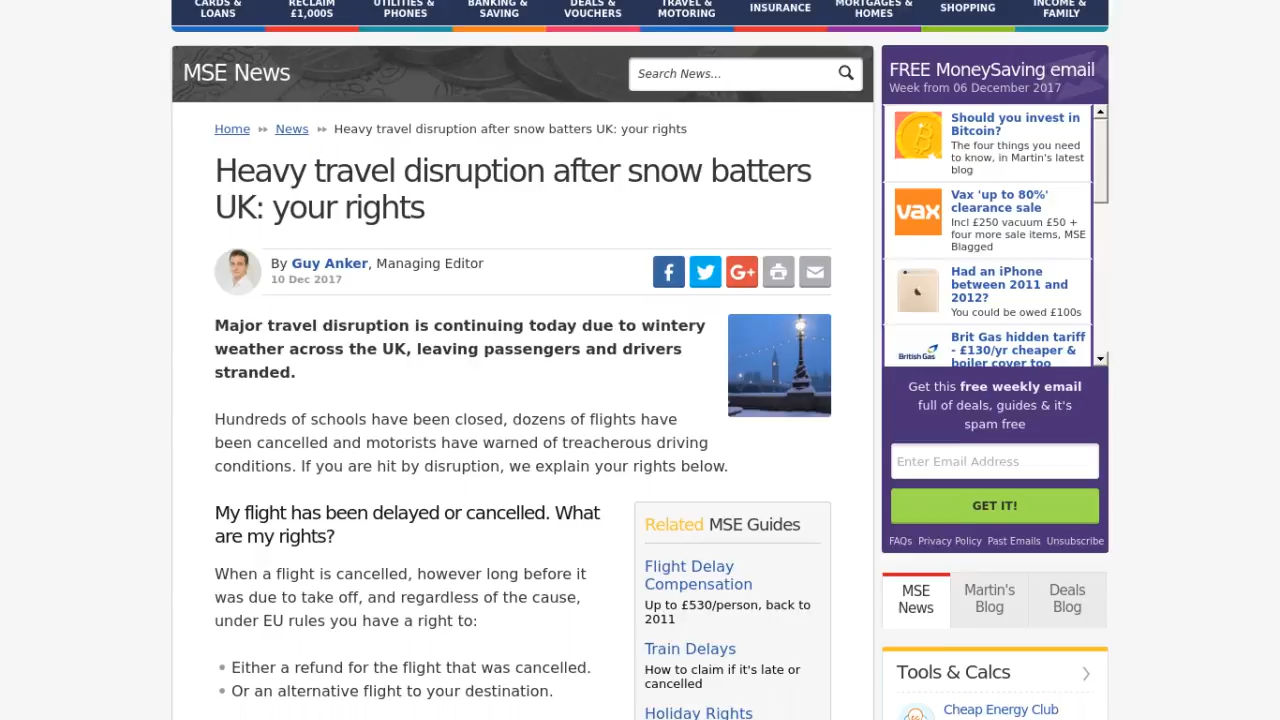 CARDS & LOANS
RECLAIM £1,000S
UTILITIES & PHONES
BANKING & SAVING
DEALS & VOUCHERS
TRAVEL & MOTORING
INSURANCE
MORTGAGES & HOMES
SHOPPING
INCOME & FAMILY
MSE News
Search News...
Home News Heavy travel disruption after snow batters UK: your rights
Heavy travel disruption after snow batters
UK: your rights
By Guy Anker, Managing Editor
10 Dec 2017
Major travel disruption is continuing today due to wintery
weather across the UK, leaving passengers and drivers
stranded.
Hundreds of schools have been closed, dozens of flights have
been cancelled and motorists have warned of treacherous driving
conditions. If you are hit by disruption, we explain your rights below.
My flight has been delayed or cancelled. What
are my rights?
When a flight is cancelled, however long before it
was due to take off, and regardless of the cause,
under EU rules you have a right to:
Either a refund for the flight that was cancelled.
Or an alternative flight to your destination.
Related MSE Guides
Flight Delay
Compensation
Up to £530/person, back to
2011
Train Delays
How to claim if it's late or
cancelled
Holiday Rights
FREE MoneySaving email
Week from 06 December 2017
Should you invest in
Bitcoin?
The four things you need
to know, in Martin's latest
blog
vax
Vax 'up to 80%'
clearance sale
Incl £250 vacuum £50 +
four more sale items, MSE
Blagged
Had an iPhone
between 2011 and
2012?
You could be owed £100s
British Gas
Brit Gas hidden tariff
- £130/yr cheaper &
boiler cover too
Get this free weekly email
full of deals, guides & it's
spam free
Enter Email Address
GET IT!
FAQs Privacy Policy Past Emails Unsubscribe
MSE
News
Martin's
Blog
Deals
Blog
Tools & Calcs
Cheap Energy Club